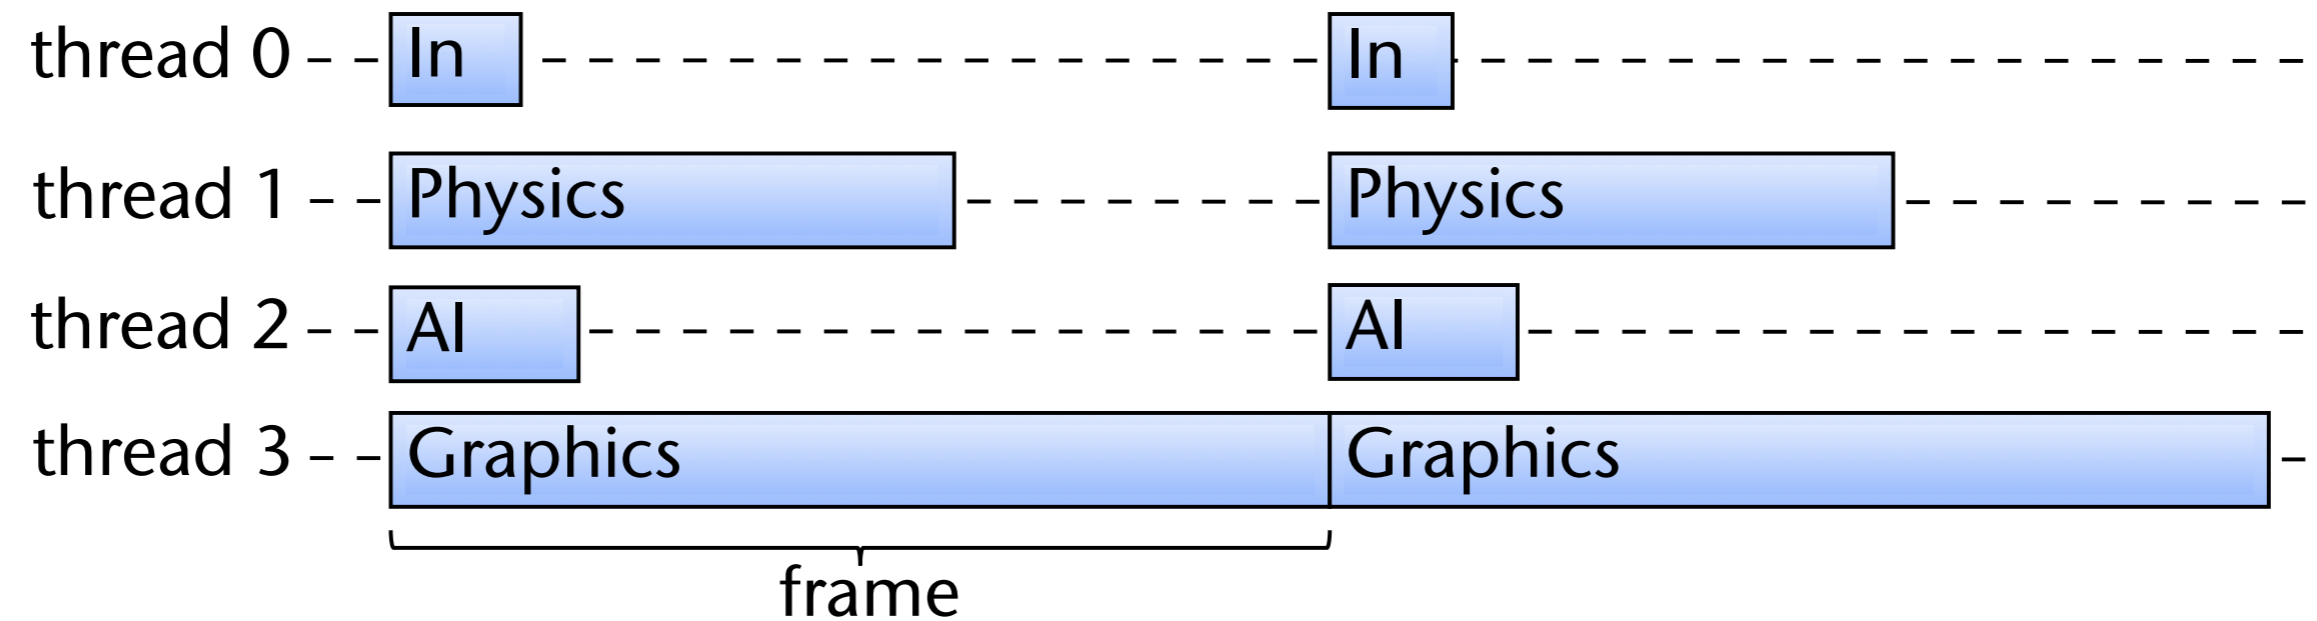 thread 0 In In
thread 1 Physics Physics
thread 2 AI AI
thread 3 Graphics Graphics
frame